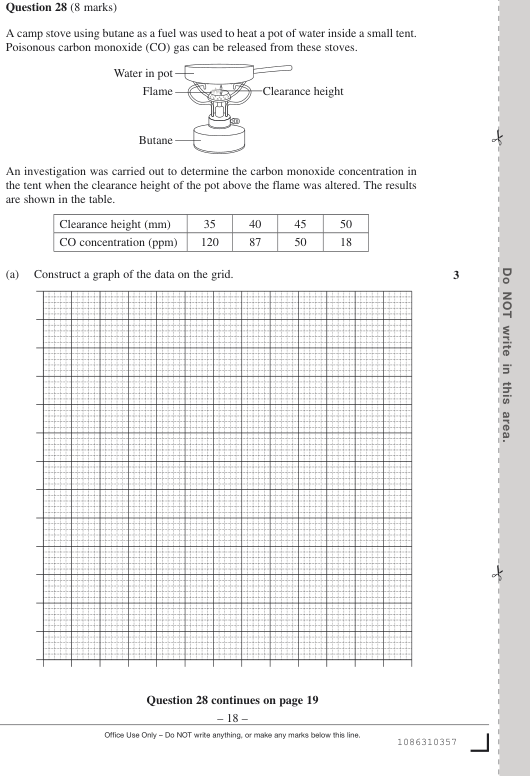 Question 28 (8 marks)
A camp stove using butane as a fuel was used to heat a pot of water inside a small tent.
Poisonous carbon monoxide (CO) gas can be released from these stoves.
Water in pot
Flame
Clearance height
Butane
An investigation was carried out to determine the carbon monoxide concentration in
the tent when the clearance height of the pot above the flame was altered. The results
are shown in the table.
Clearance height (mm) 35 40 45 50
CO concentration (ppm) 120 87 50 18
(a) Construct a graph of the data on the grid. 3
Do NOT write in this area.
Question 28 continues on page 19
– 18 –
Office Use Only – Do NOT write anything, or make any marks below this line.
1086310357